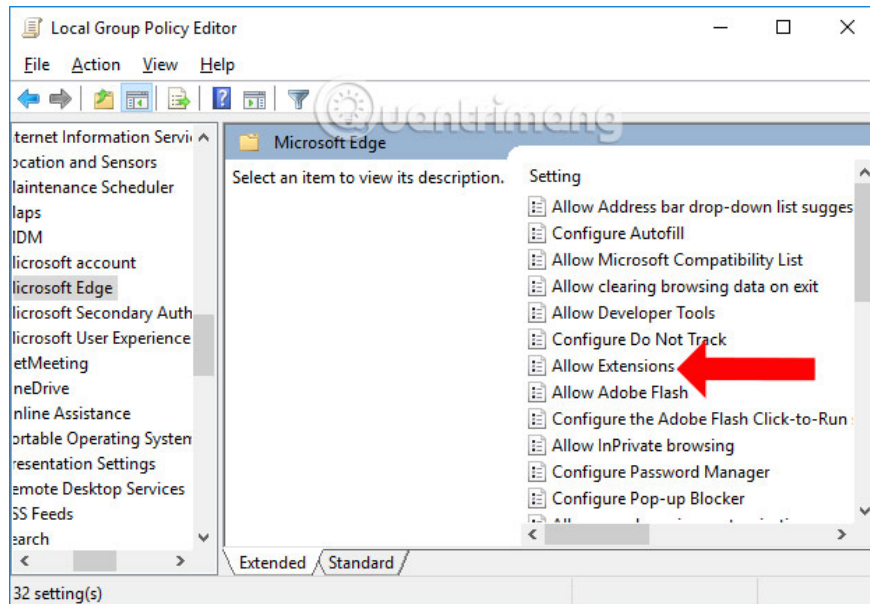 Local Group Policy Editor
File Action View Help
Quantrimang
ternet Information Servi
ocation and Sensors
laintenance Scheduler
laps
IDM
licrosoft account
licrosoft Edge
licrosoft Secondary Auth
licrosoft User Experience
etMeeting
neDrive
nline Assistance
ortable Operating System
resentation Settings
emote Desktop Services
SS Feeds
earch
Microsoft Edge
Select an item to view its description.
Setting
Allow Address bar drop-down list sugges
Configure Autofill
Allow Microsoft Compatibility List
Allow clearing browsing data on exit
Allow Developer Tools
Configure Do Not Track
Allow Extensions
Allow Adobe Flash
Configure the Adobe Flash Click-to-Run
Allow InPrivate browsing
Configure Password Manager
Configure Pop-up Blocker
Extended Standard
32 setting(s)